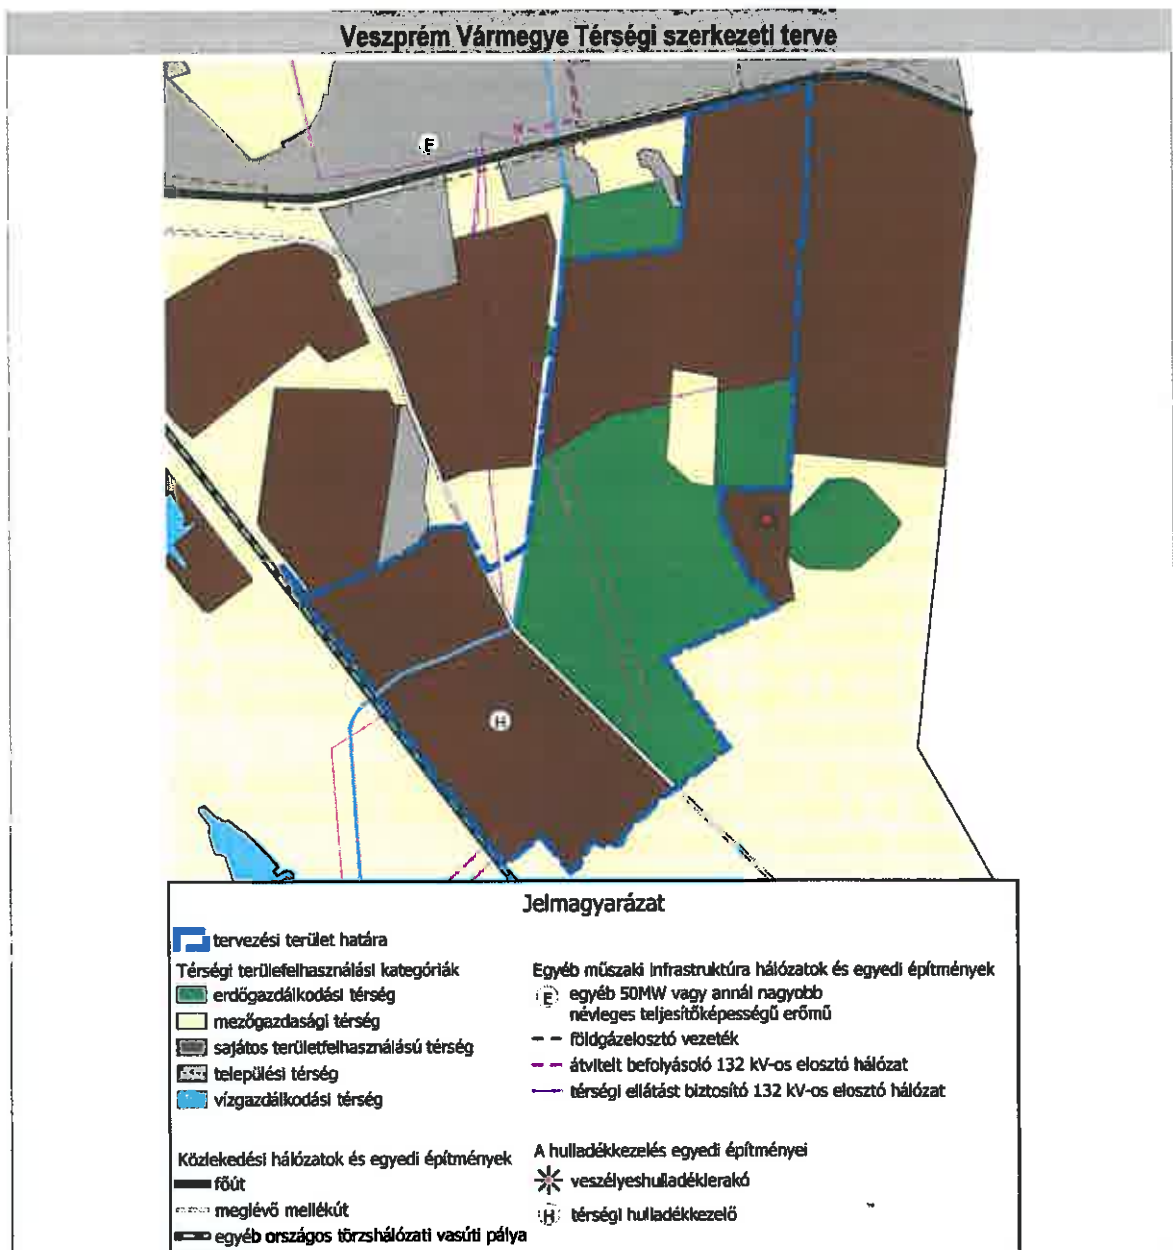 Veszprém Vármegye Térségi szerkezeti terve
E
H
Jelmagyarázat
tervezési terület határa
Térségi területfelhasználási kategóriák
erdőgazdálkodási térség
mezőgazdasági térség
sajátos területfelhasználású térség
települési térség
vízgazdálkodási térség
Közlekedési hálózatok és egyedi építmények
főút
meglévő mellékút
egyéb országos törzshálózati vasúti pálya
Egyéb műszaki infrastruktúra hálózatok és egyedi építmények
E egyéb 50MW vagy annál nagyobb
névleges teljesítőképességű erőmű
földgázelosztó vezeték
átvitelt befolyásoló 132 kV-os elosztó hálózat
térségi ellátást biztosító 132 kV-os elosztó hálózat
A hulladékkezelés egyedi építményei
veszélyeshulladéklerakó
H térségi hulladékkezelő